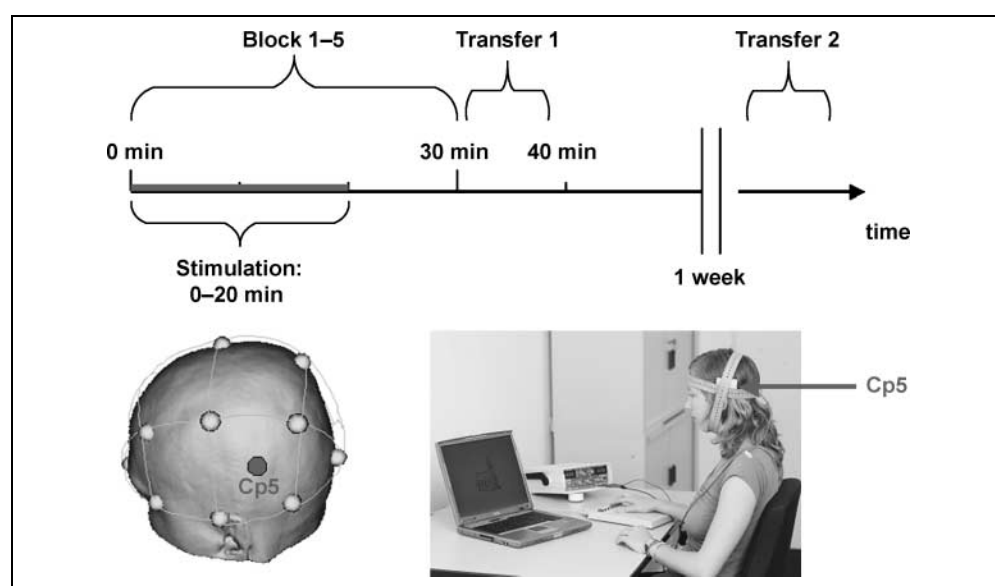 Block 1–5
Transfer 1
Transfer 2
0 min
30 min
40 min
time
Stimulation:
0–20 min
1 week
Cp5
Cp5